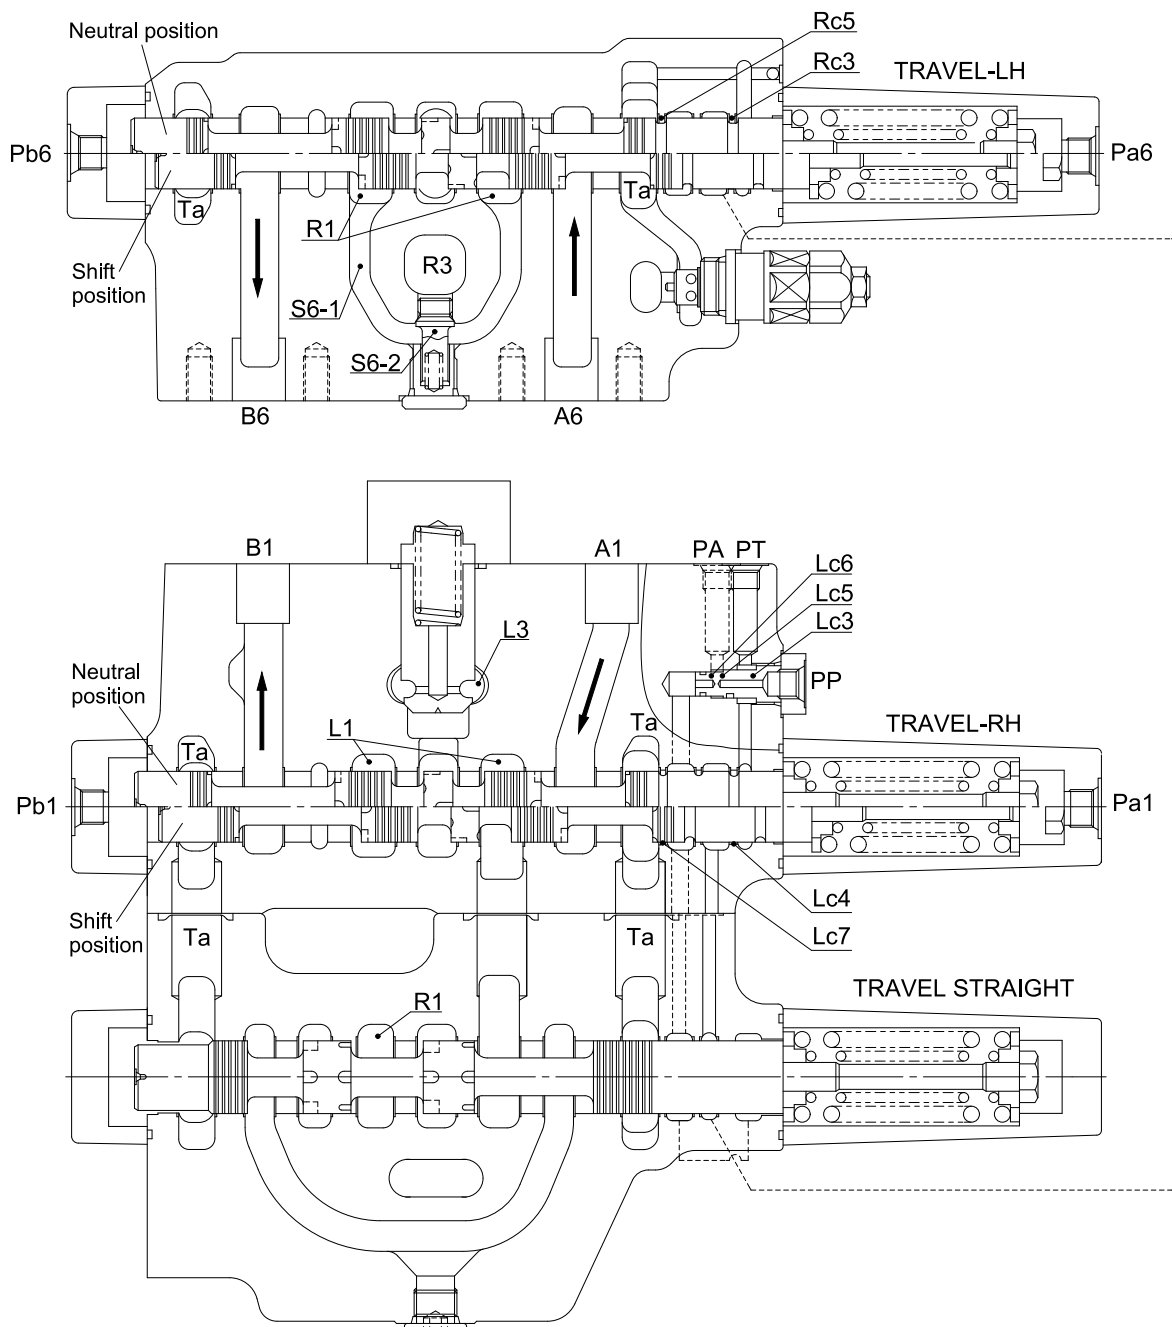 Rc5
Neutral position
Rc3
TRAVEL-LH
Pb6
Pa6
Ta
Ta
R1
R3
Shift
position
S6-1
S6-2
B6
A6
B1
A1
PA
PT
Lc6
Lc5
Lc3
L3
Neutral
position
PP
Ta
TRAVEL-RH
Ta
L1
Pb1
Pa1
Lc4
Shift
position
Ta
Ta
Lc7
TRAVEL STRAIGHT
R1